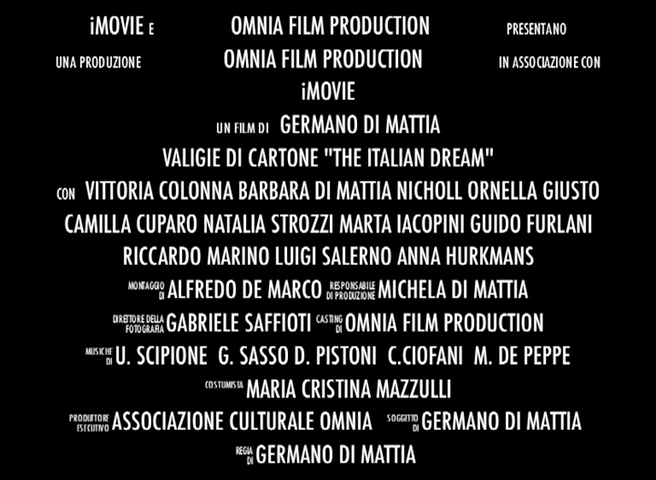 iMOVIE E OMNIA FILM PRODUCTION PRESENTANO
UNA PRODUZIONE OMNIA FILM PRODUCTION IN ASSOCIAZIONE CON
iMOVIE
UN FILM DI GERMANO DI MATTIA
VALIGIE DI CARTONE "THE ITALIAN DREAM"
CON VITTORIA COLONNA BARBARA DI MATTIA NICHOLL ORNELLA GIUSTO
CAMILLA CUPARO NATALIA STROZZI MARTA IACOPINI GUIDO FURLANI
RICCARDO MARINO LUIGI SALERNO ANNA HURKMANS
MONTAGGIO DI ALFREDO DE MARCO RESPONSABILE DI PRODUZIONE MICHELA DI MATTIA
DIRETTORE DELLA FOTOGRAFIA GABRIELE SAFFIOTI CASTING DI OMNIA FILM PRODUCTION
MUSICHE DI U. SCIPIONE G. SASSO D. PISTONI C.CIOFANI M. DE PEPPE
COSTUMISTA MARIA CRISTINA MAZZULLI
PRODUTTORE ESECUTIVO ASSOCIAZIONE CULTURALE OMNIA SOGGETTO DI GERMANO DI MATTIA
REGIA DI GERMANO DI MATTIA